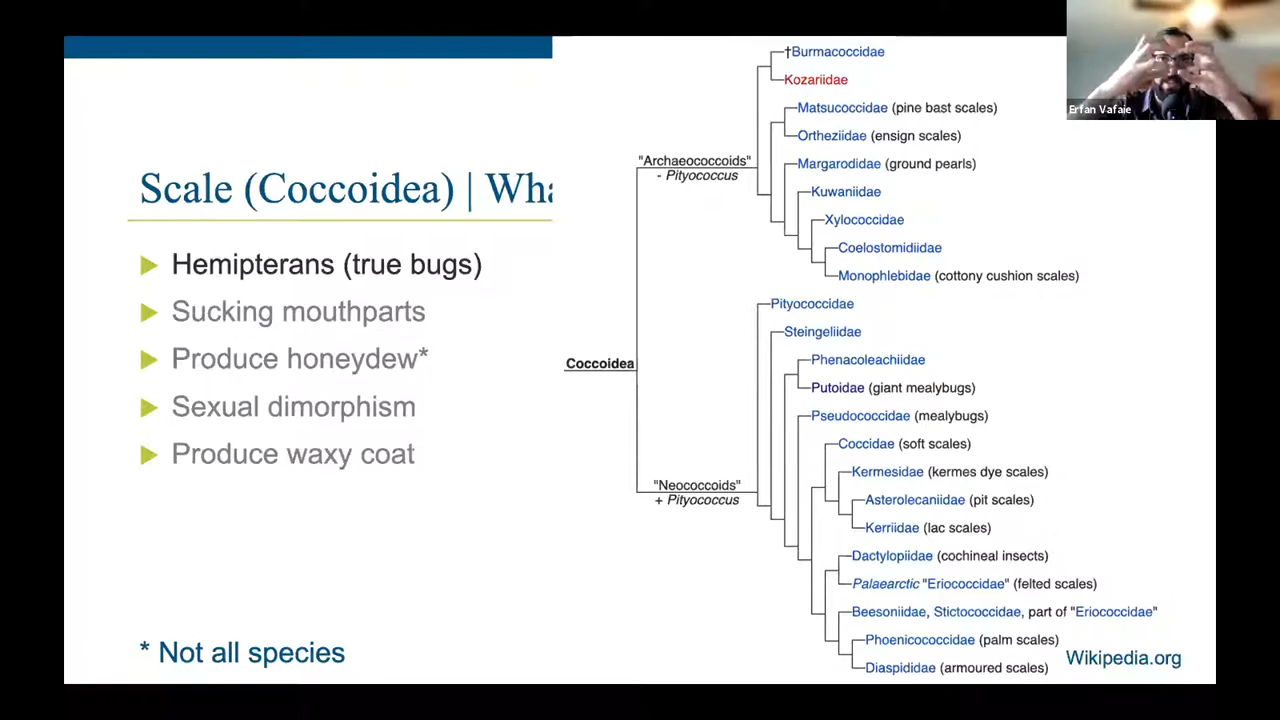 Scale (Coccoidea) | Wha
Hemipterans (true bugs)
Sucking mouthparts
Produce honeydew*
Sexual dimorphism
Produce waxy coat
* Not all species
Coccoidea
"Archaeococcoids"
- Pityococcus
†Burmacoccidae
Kozariidae
Matsucoccidae (pine bast scales)
Ortheziidae (ensign scales)
Margarodidae (ground pearls)
Kuwaniidae
Xylococcidae
Coelostomidiidae
Monophlebidae (cottony cushion scales)
"Neococcoids"
+ Pityococcus
Pityococcidae
Steingeliidae
Phenacoleachiidae
Putoidae (giant mealybugs)
Pseudococcidae (mealybugs)
Coccidae (soft scales)
Kermesidae (kermes dye scales)
Asterolecaniidae (pit scales)
Kerriidae (lac scales)
Dactylopiidae (cochineal insects)
Palaearctic "Eriococcidae" (felted scales)
Beesoniidae, Stictococcidae, part of "Eriococcidae"
Phoenicococcidae (palm scales)
Diaspididae (armoured scales)
Wikipedia.org
Erfan Vafaie